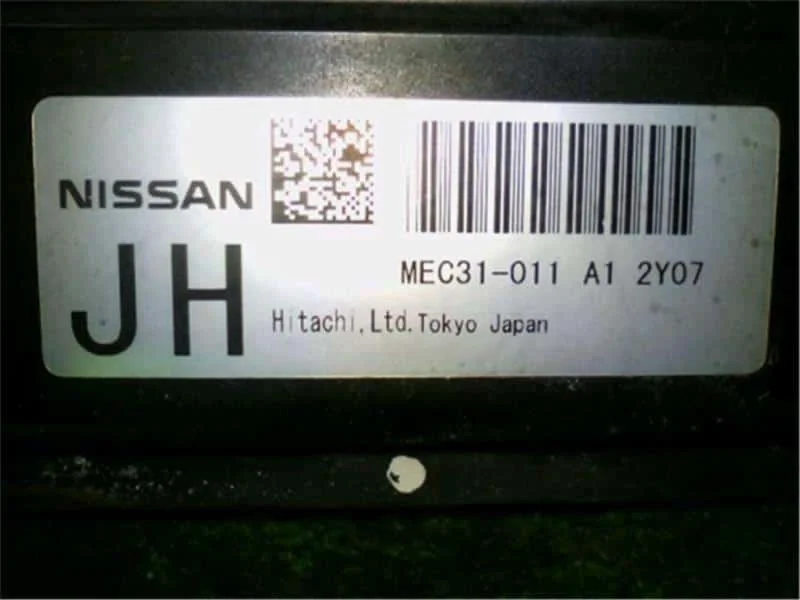 NISSAN
JH
MEC31-011 A1 2Y07
Hitachi,Ltd.Tokyo Japan